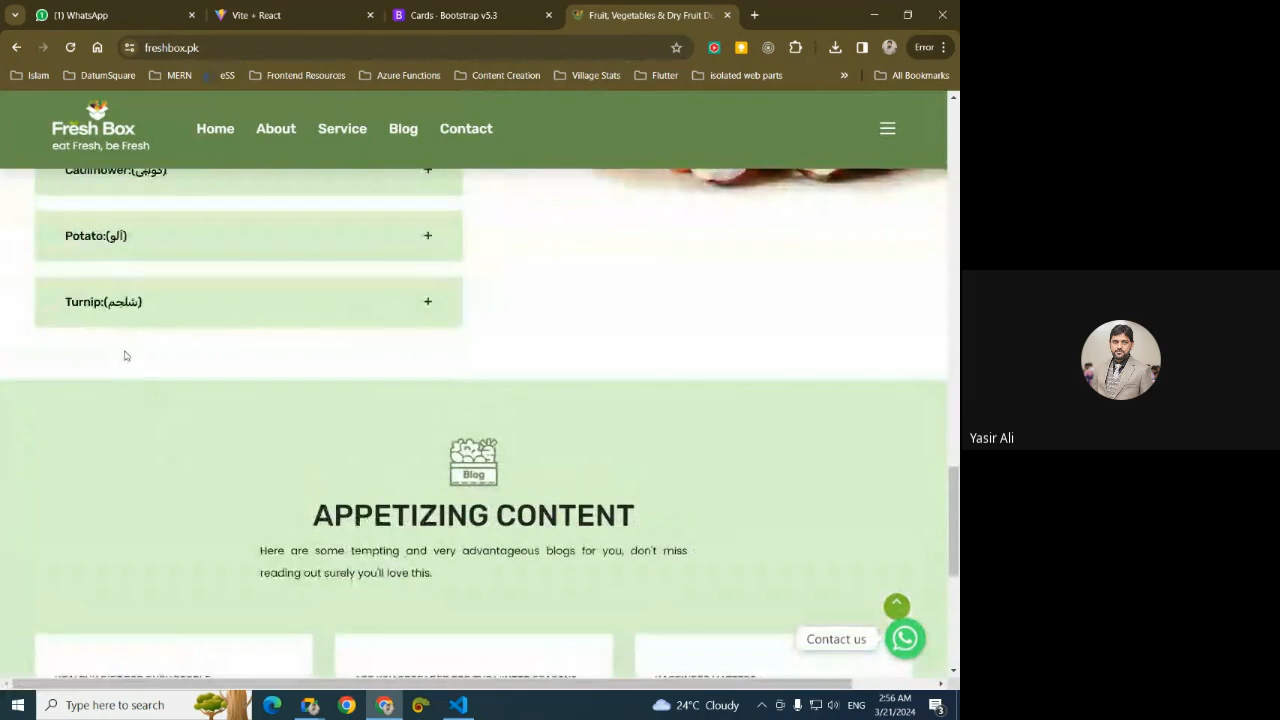 (1) WhatsApp
Vite + React
Cards · Bootstrap v5.3
Fruit, Vegetables & Dry Fruit De
freshbox.pk
Error
Islam
DatumSquare
MERN
eSS
Frontend Resources
Azure Functions
Content Creation
Village Stats
Flutter
isolated web parts
»
All Bookmarks
Fresh Box
eat Fresh, be Fresh
Home
About
Service
Blog
Contact
Cauliflower:(گوبھی)
+
Potato:(آلو)
+
Turnip:(شلجم)
+
Blog
APPETIZING CONTENT
Here are some tempting and very advantageous blogs for you, don't miss
reading out surely you'll love this.
Contact us
Yasir Ali
Type here to search
24°C Cloudy
ENG
2:56 AM
3/21/2024
3